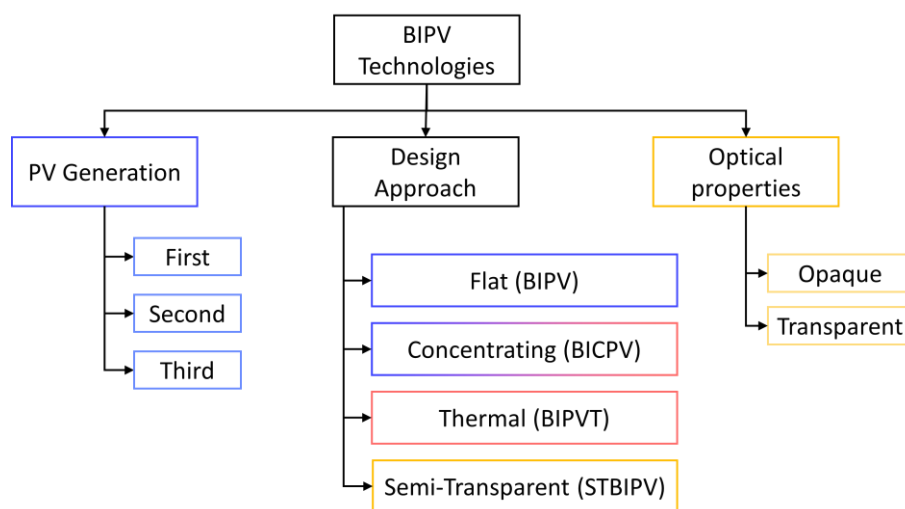 BIPV
Technologies
PV Generation
Design
Approach
Optical
properties
First
Second
Third
Flat (BIPV)
Concentrating (BICPV)
Thermal (BIPVT)
Semi-Transparent (STBIPV)
Opaque
Transparent